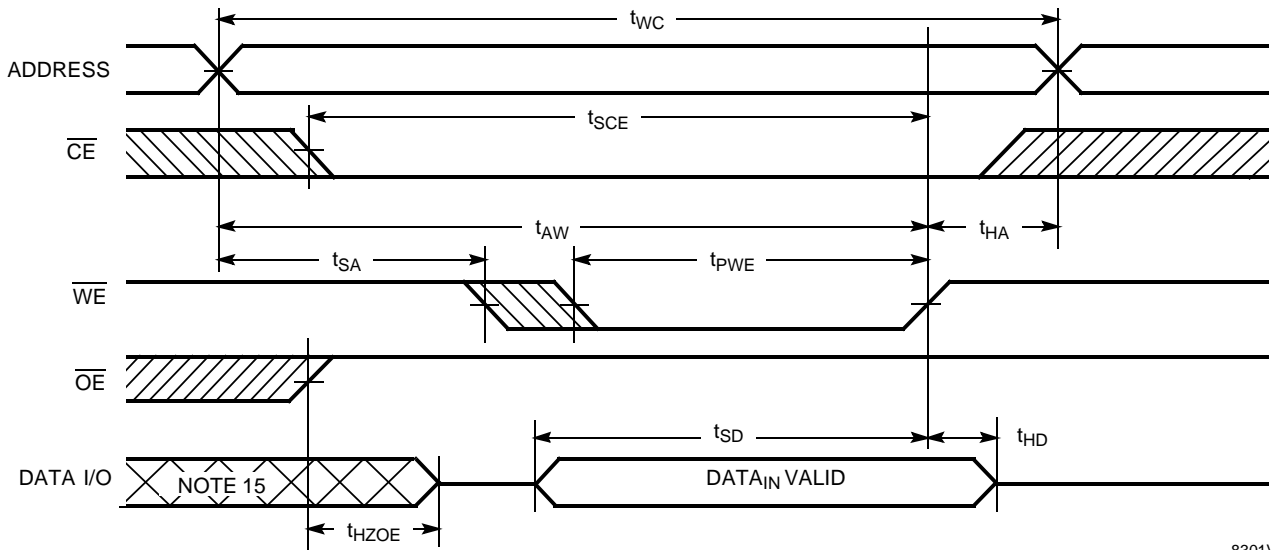 tWC
ADDRESS
tSCE
CE
tAW
tHA
tSA
tPWE
WE
OE
tSD
tHD
DATA I/O
NOTE 15
DATAIN VALID
tHZOE